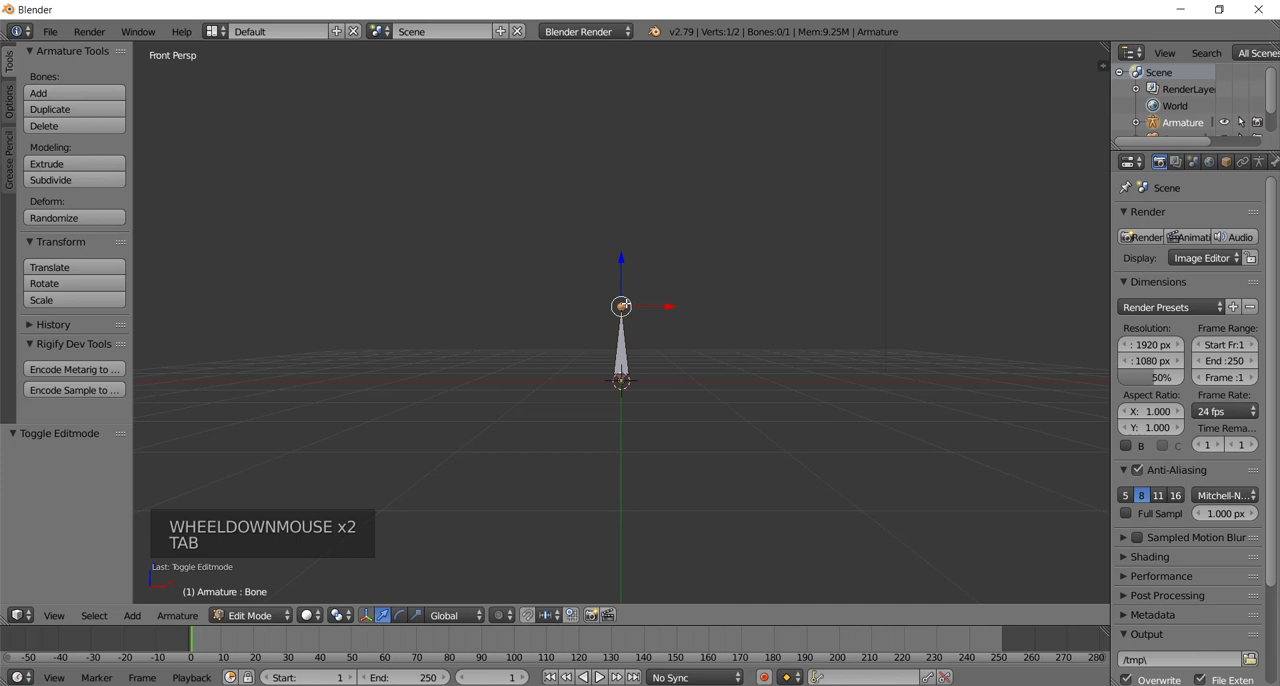 Blender
File Render Window Help Default Scene Blender Render v2.79 | Verts:1/2 | Bones:0/1 | Mem:9.25M | Armature
Tools
Options
Grease Pencil
Armature Tools
Bones:
Add
Duplicate
Delete
Modeling:
Extrude
Subdivide
Deform:
Randomize
Transform
Translate
Rotate
Scale
History
Rigify Dev Tools
Encode Metarig to ...
Encode Sample to ...
Toggle Editmode
Front Persp
WHEELDOWNMOUSE x2
TAB
Last: Toggle Editmode
(1) Armature : Bone
View Select Add Armature Edit Mode Global
-50 -40 -30 -20 -10 0 10 20 30 40 50 60 70 80 90 100 110 120 130 140 150 160 170 180 190 200 210 220 230 240 250 260 270 280
View Marker Frame Playback Start: 1 End: 250 1 No Sync
View Search All Scenes
Scene
RenderLaye
World
Armature
Scene
Render
Render Animati Audio
Display: Image Editor
Dimensions
Render Presets
Resolution: Frame Range:
: 1920 px Start Fr:1
: 1080 px End :250
50% Frame :1
Aspect Ratio: Frame Rate:
X: 1.000 24 fps
Y: 1.000 Time Rema...
B C 1 1
Anti-Aliasing
5 8 11 16 Mitchell-N...
Full Sampl 1.000 px
Sampled Motion Blur
Shading
Performance
Post Processing
Metadata
Output
/tmp\
Overwrite File Exten